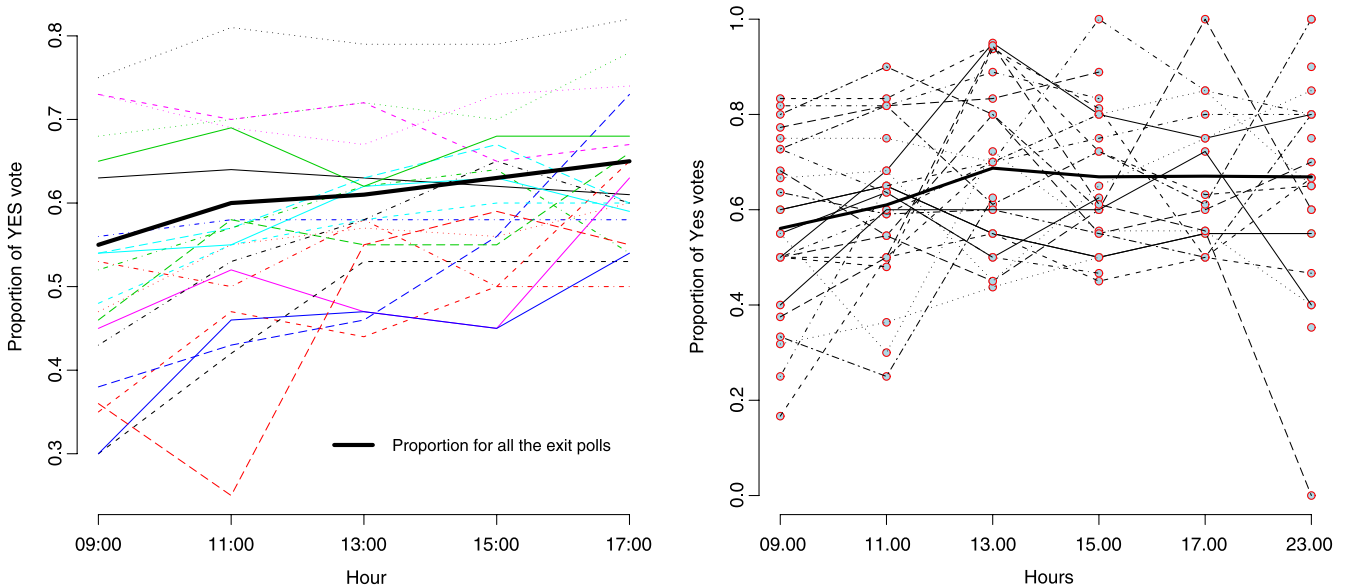 Proportion of YES vote
0.8
0.7
0.6
0.5
0.4
0.3
Proportion for all the exit polls
09:00 11:00 13:00 15:00 17:00
Hour
Proportion of Yes votes
1.0
0.8
0.6
0.4
0.2
0.0
09.00 11.00 13.00 15.00 17.00 23.00
Hours